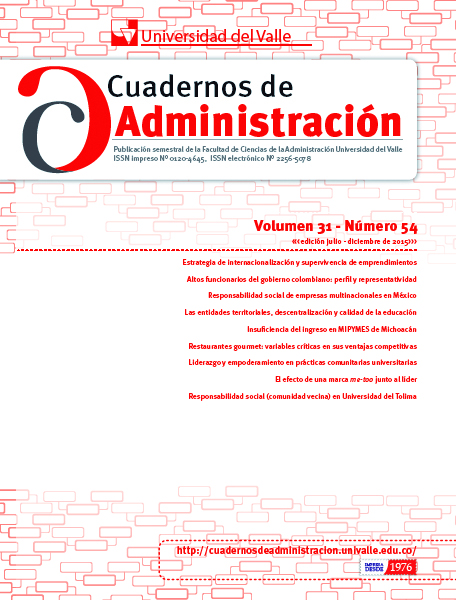 Universidad del Valle
Cuadernos de
Administración
Publicación semestral de la Facultad de Ciencias de la Administración Universidad del Valle
ISSN impreso Nº 0120-4645, ISSN electrónico Nº 2256-5078
Volumen 31 - Número 54
<<<edición julio - diciembre de 2015>>>
Estrategia de internacionalización y supervivencia de emprendimientos
Altos funcionarios del gobierno colombiano: perfil y representatividad
Responsabilidad social de empresas multinacionales en México
Las entidades territoriales, descentralización y calidad de la educación
Insuficiencia del ingreso en MIPYMES de Michoacán
Restaurantes gourmet: variables críticas en sus ventajas competitivas
Liderazgo y empoderamiento en prácticas comunitarias universitarias
El efecto de una marca me-too junto al líder
Responsabilidad social (comunidad vecina) en Universidad del Tolima
http://cuadernosdeadministracion.univalle.edu.co/
IMPRESA
DESDE 1976